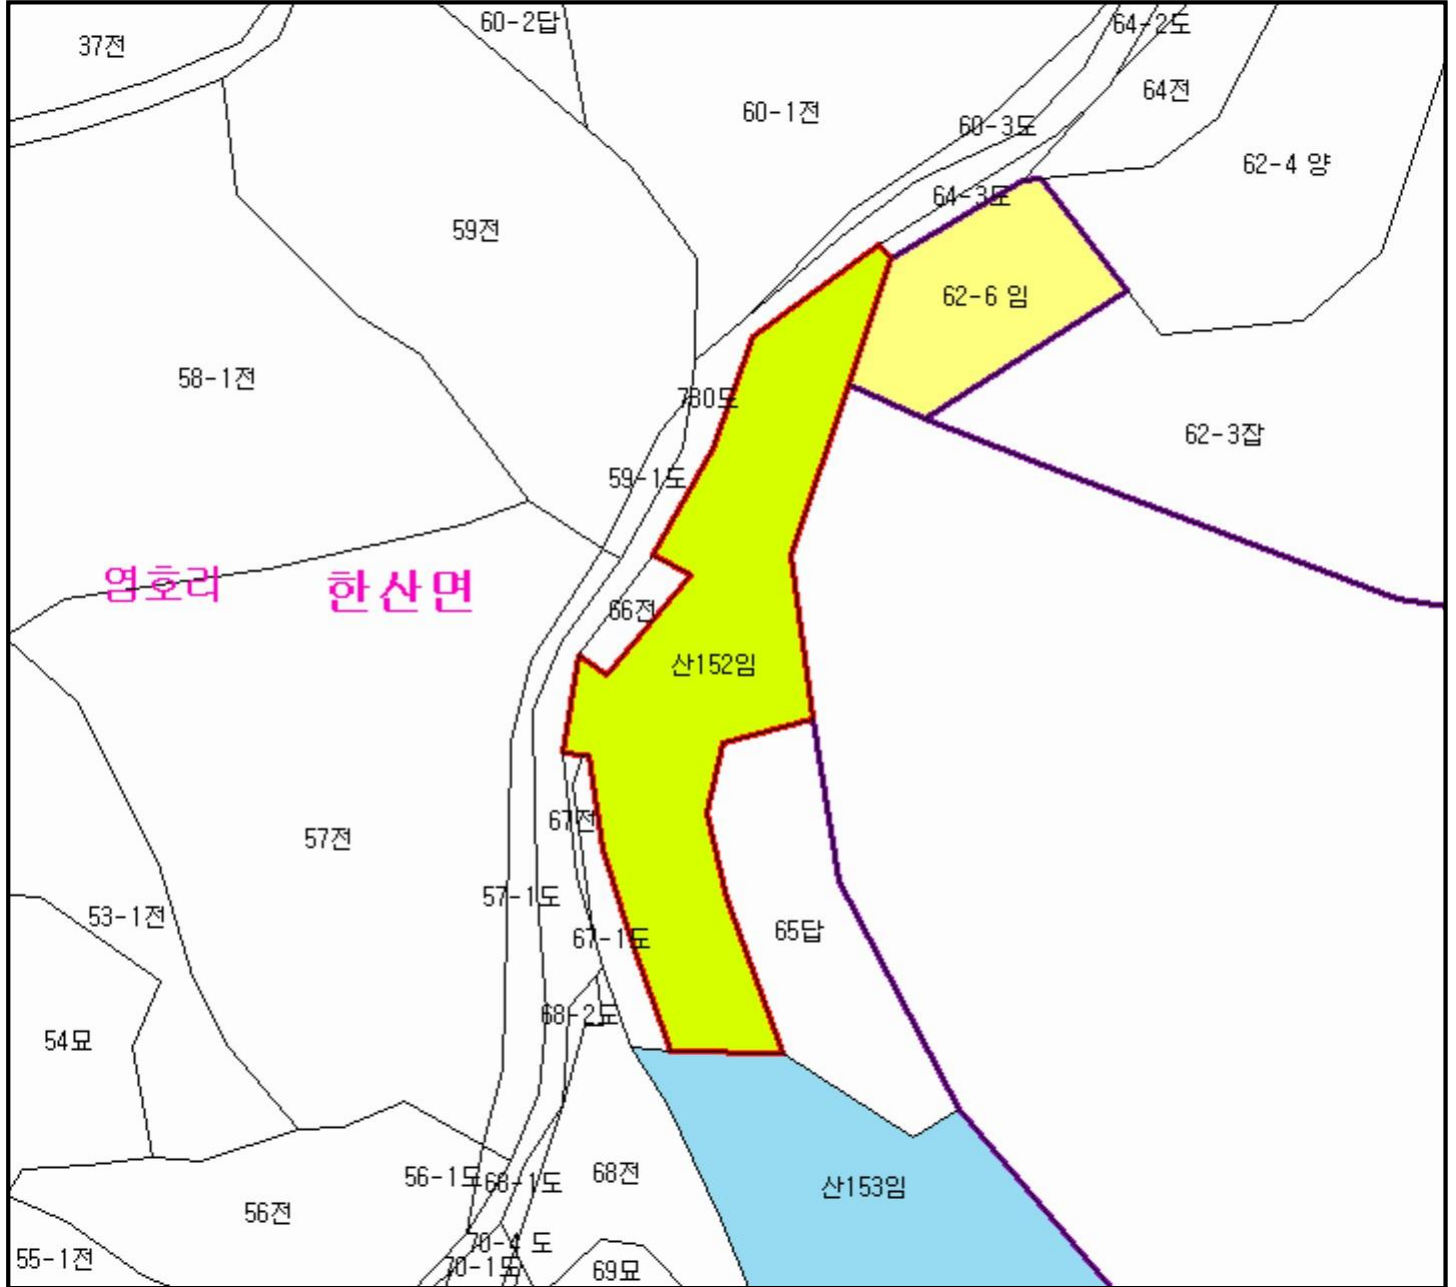 60-2답
64-2도
37전
64전
60-1전
60-3도
62-4 양
64-3도
59전
62-6 임
58-1전
780도
62-3잡
59-1도
염호리
한산면
66전
산152임
67전
57전
57-1도
53-1전
65답
67-1도
68-2도
54묘
68전
56-1도
68-1도
산153임
56전
70-4 도
55-1전
70-1도
69묘